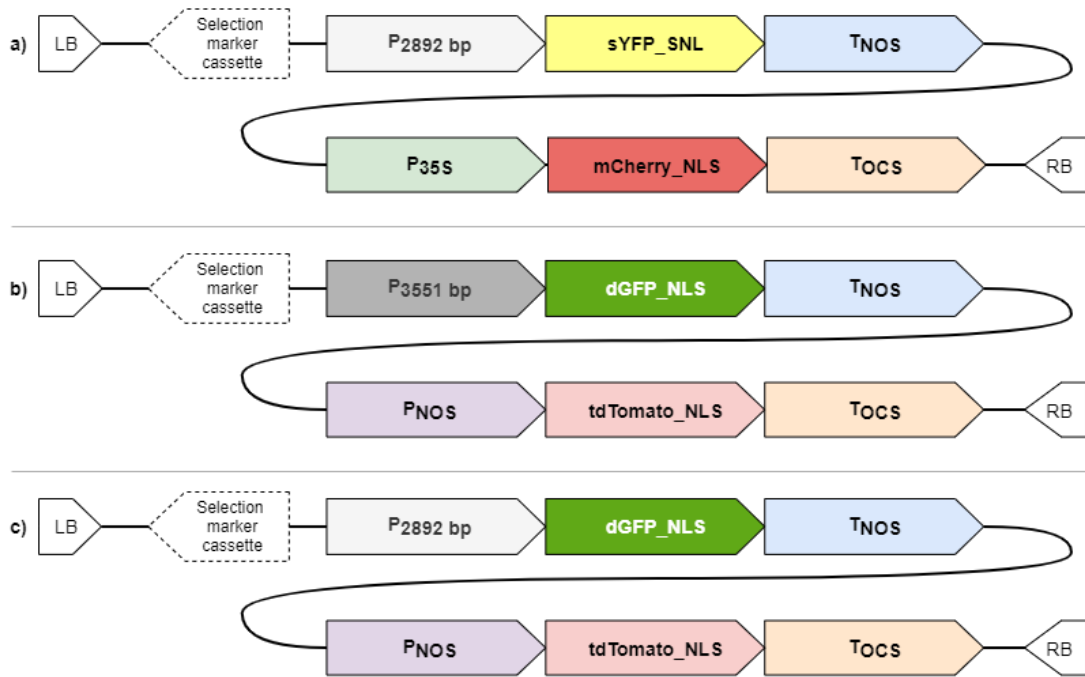 a)
LB
Selection
marker
cassette
P2892 bp
sYFP_SNL
TNOS
P35S
mCherry_NLS
TOCS
RB
b)
LB
Selection
marker
cassette
P3551 bp
dGFP_NLS
TNOS
PNOS
tdTomato_NLS
TOCS
RB
c)
LB
Selection
marker
cassette
P2892 bp
dGFP_NLS
TNOS
PNOS
tdTomato_NLS
TOCS
RB